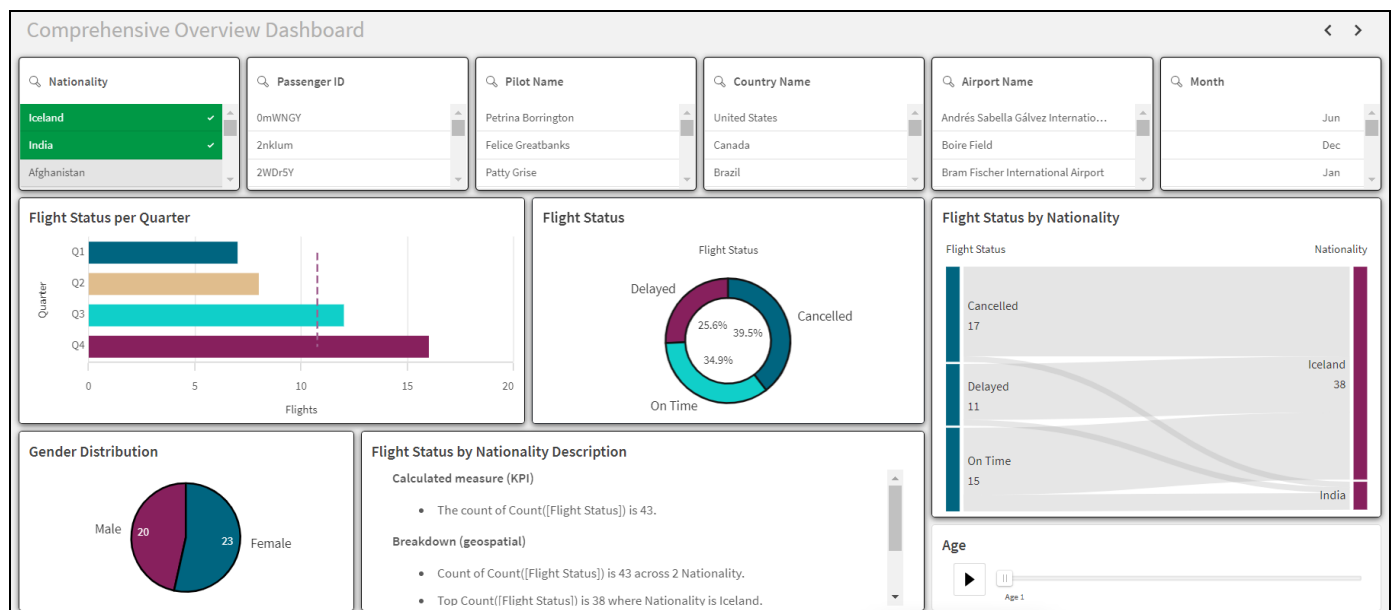 Comprehensive Overview Dashboard
Nationality
Iceland
India
Afghanistan
Passenger ID
0mWNGY
2nklum
2WDr5Y
Pilot Name
Petrina Borrington
Felice Greatbanks
Patty Grise
Country Name
United States
Canada
Brazil
Airport Name
Andrés Sabella Gálvez Internatio...
Boire Field
Bram Fischer International Airport
Month
Jun
Dec
Jan
Flight Status per Quarter
Quarter
Q1
Q2
Q3
Q4
0 5 10 15 20
Flights
Flight Status
Flight Status
Delayed
Cancelled
25.6% 39.5%
34.9%
On Time
Flight Status by Nationality
Flight Status Nationality
Cancelled
17
Iceland
38
Delayed
11
On Time
15
India
Gender Distribution
Male 20
23 Female
Flight Status by Nationality Description
Calculated measure (KPI)
• The count of Count([Flight Status]) is 43.
Breakdown (geospatial)
• Count of Count([Flight Status]) is 43 across 2 Nationality.
• Top Count([Flight Status]) is 38 where Nationality is Iceland.
Age
Age 1